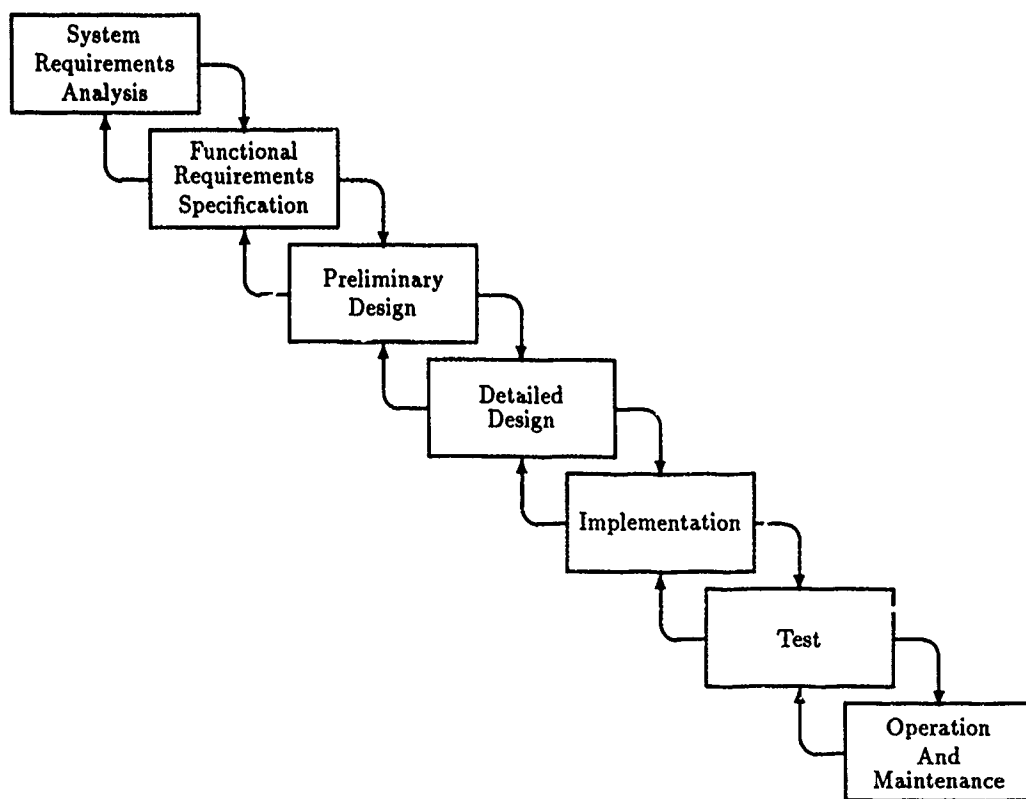 System
Requirements
Analysis
Functional
Requirements
Specification
Preliminary
Design
Detailed
Design
Implementation
Test
Operation
And
Maintenance